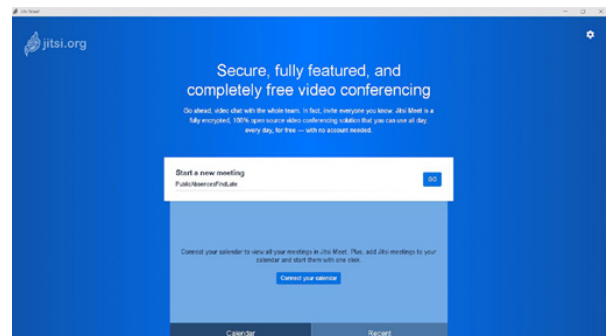 Jitsi Meet
jitsi.org
Secure, fully featured, and
completely free video conferencing
Go ahead, video chat with the whole team. In fact, invite everyone you know. Jitsi Meet is a
fully encrypted, 100% open source video conferencing solution that you can use all day,
every day, for free — with no account needed.
Start a new meeting
PublicAbsencesFindLate
GO
Connect your calendar to view all your meetings in Jitsi Meet. Plus, add Jitsi meetings to your
calendar and start them with one click.
Connect your calendar
Calendar
Recent